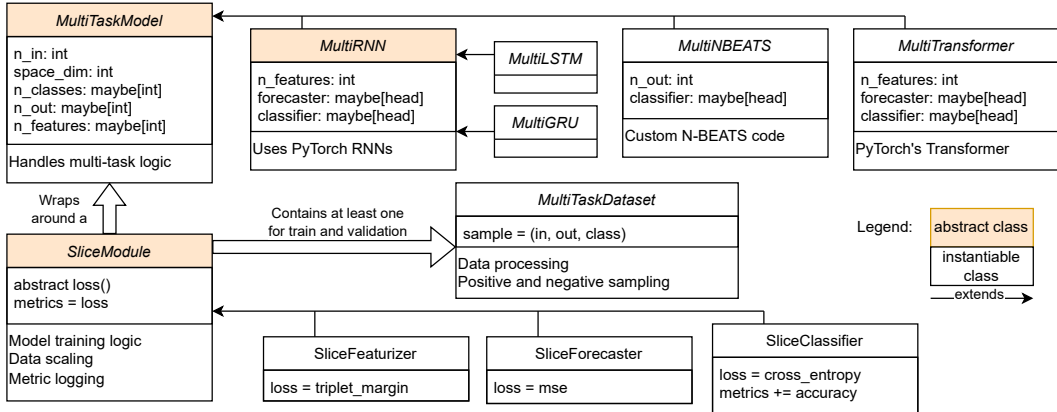 MultiTaskModel
n_in: int
space_dim: int
n_classes: maybe[int]
n_out: maybe[int]
n_features: maybe[int]
Handles multi-task logic
MultiRNN
n_features: int
forecaster: maybe[head]
classifier: maybe[head]
Uses PyTorch RNNs
MultiLSTM
MultiGRU
MultiNBEATS
n_out: int
classifier: maybe[head]
Custom N-BEATS code
MultiTransformer
n_features: int
forecaster: maybe[head]
classifier: maybe[head]
PyTorch's Transformer
Wraps
around a
SliceModule
abstract loss()
metrics = loss
Model training logic
Data scaling
Metric logging
Contains at least one
for train and validation
MultiTaskDataset
sample = (in, out, class)
Data processing
Positive and negative sampling
Legend:
abstract class
instantiable
class
extends
SliceFeaturizer
loss = triplet_margin
SliceForecaster
loss = mse
SliceClassifier
loss = cross_entropy
metrics += accuracy